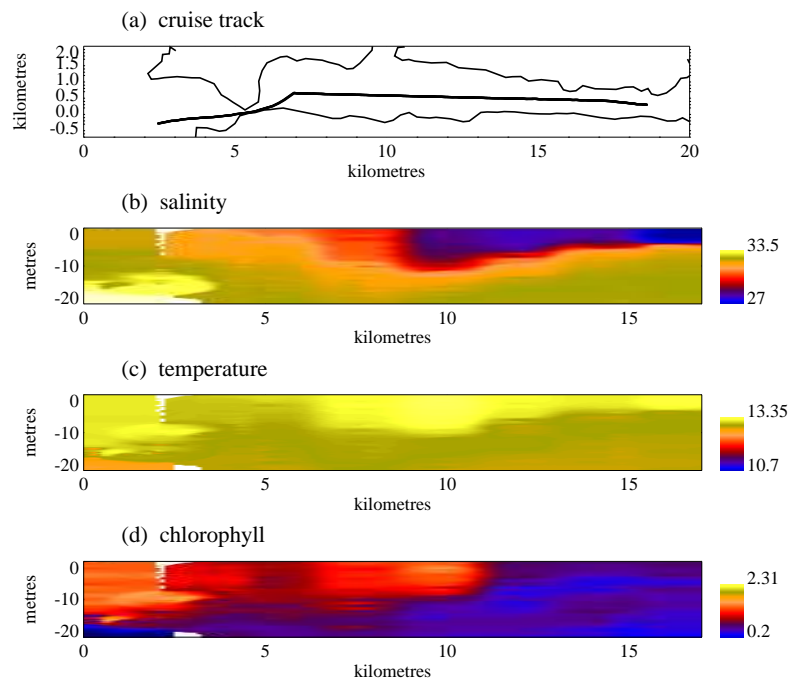 (a) cruise track
kilometres
2.0
1.5
1.0
0.5
0.0
-0.5
0 5 10 15 20
kilometres
(b) salinity
metres
0
-10
-20
0 5 10 15
kilometres
33.5
27
(c) temperature
metres
0
-10
-20
0 5 10 15
kilometres
13.35
10.7
(d) chlorophyll
metres
0
-10
-20
0 5 10 15
kilometres
2.31
0.2